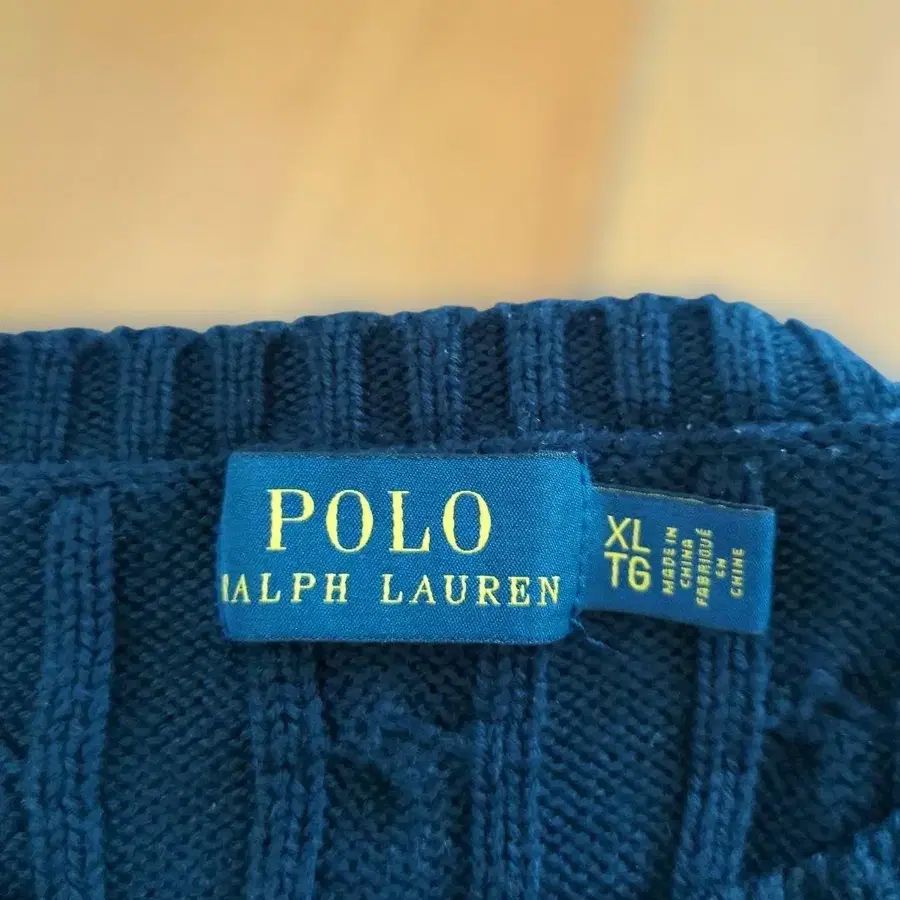 POLO
RALPH LAUREN
XL
TG
MADE IN
CHINA
FABRIQUÉ
EN
CHINE